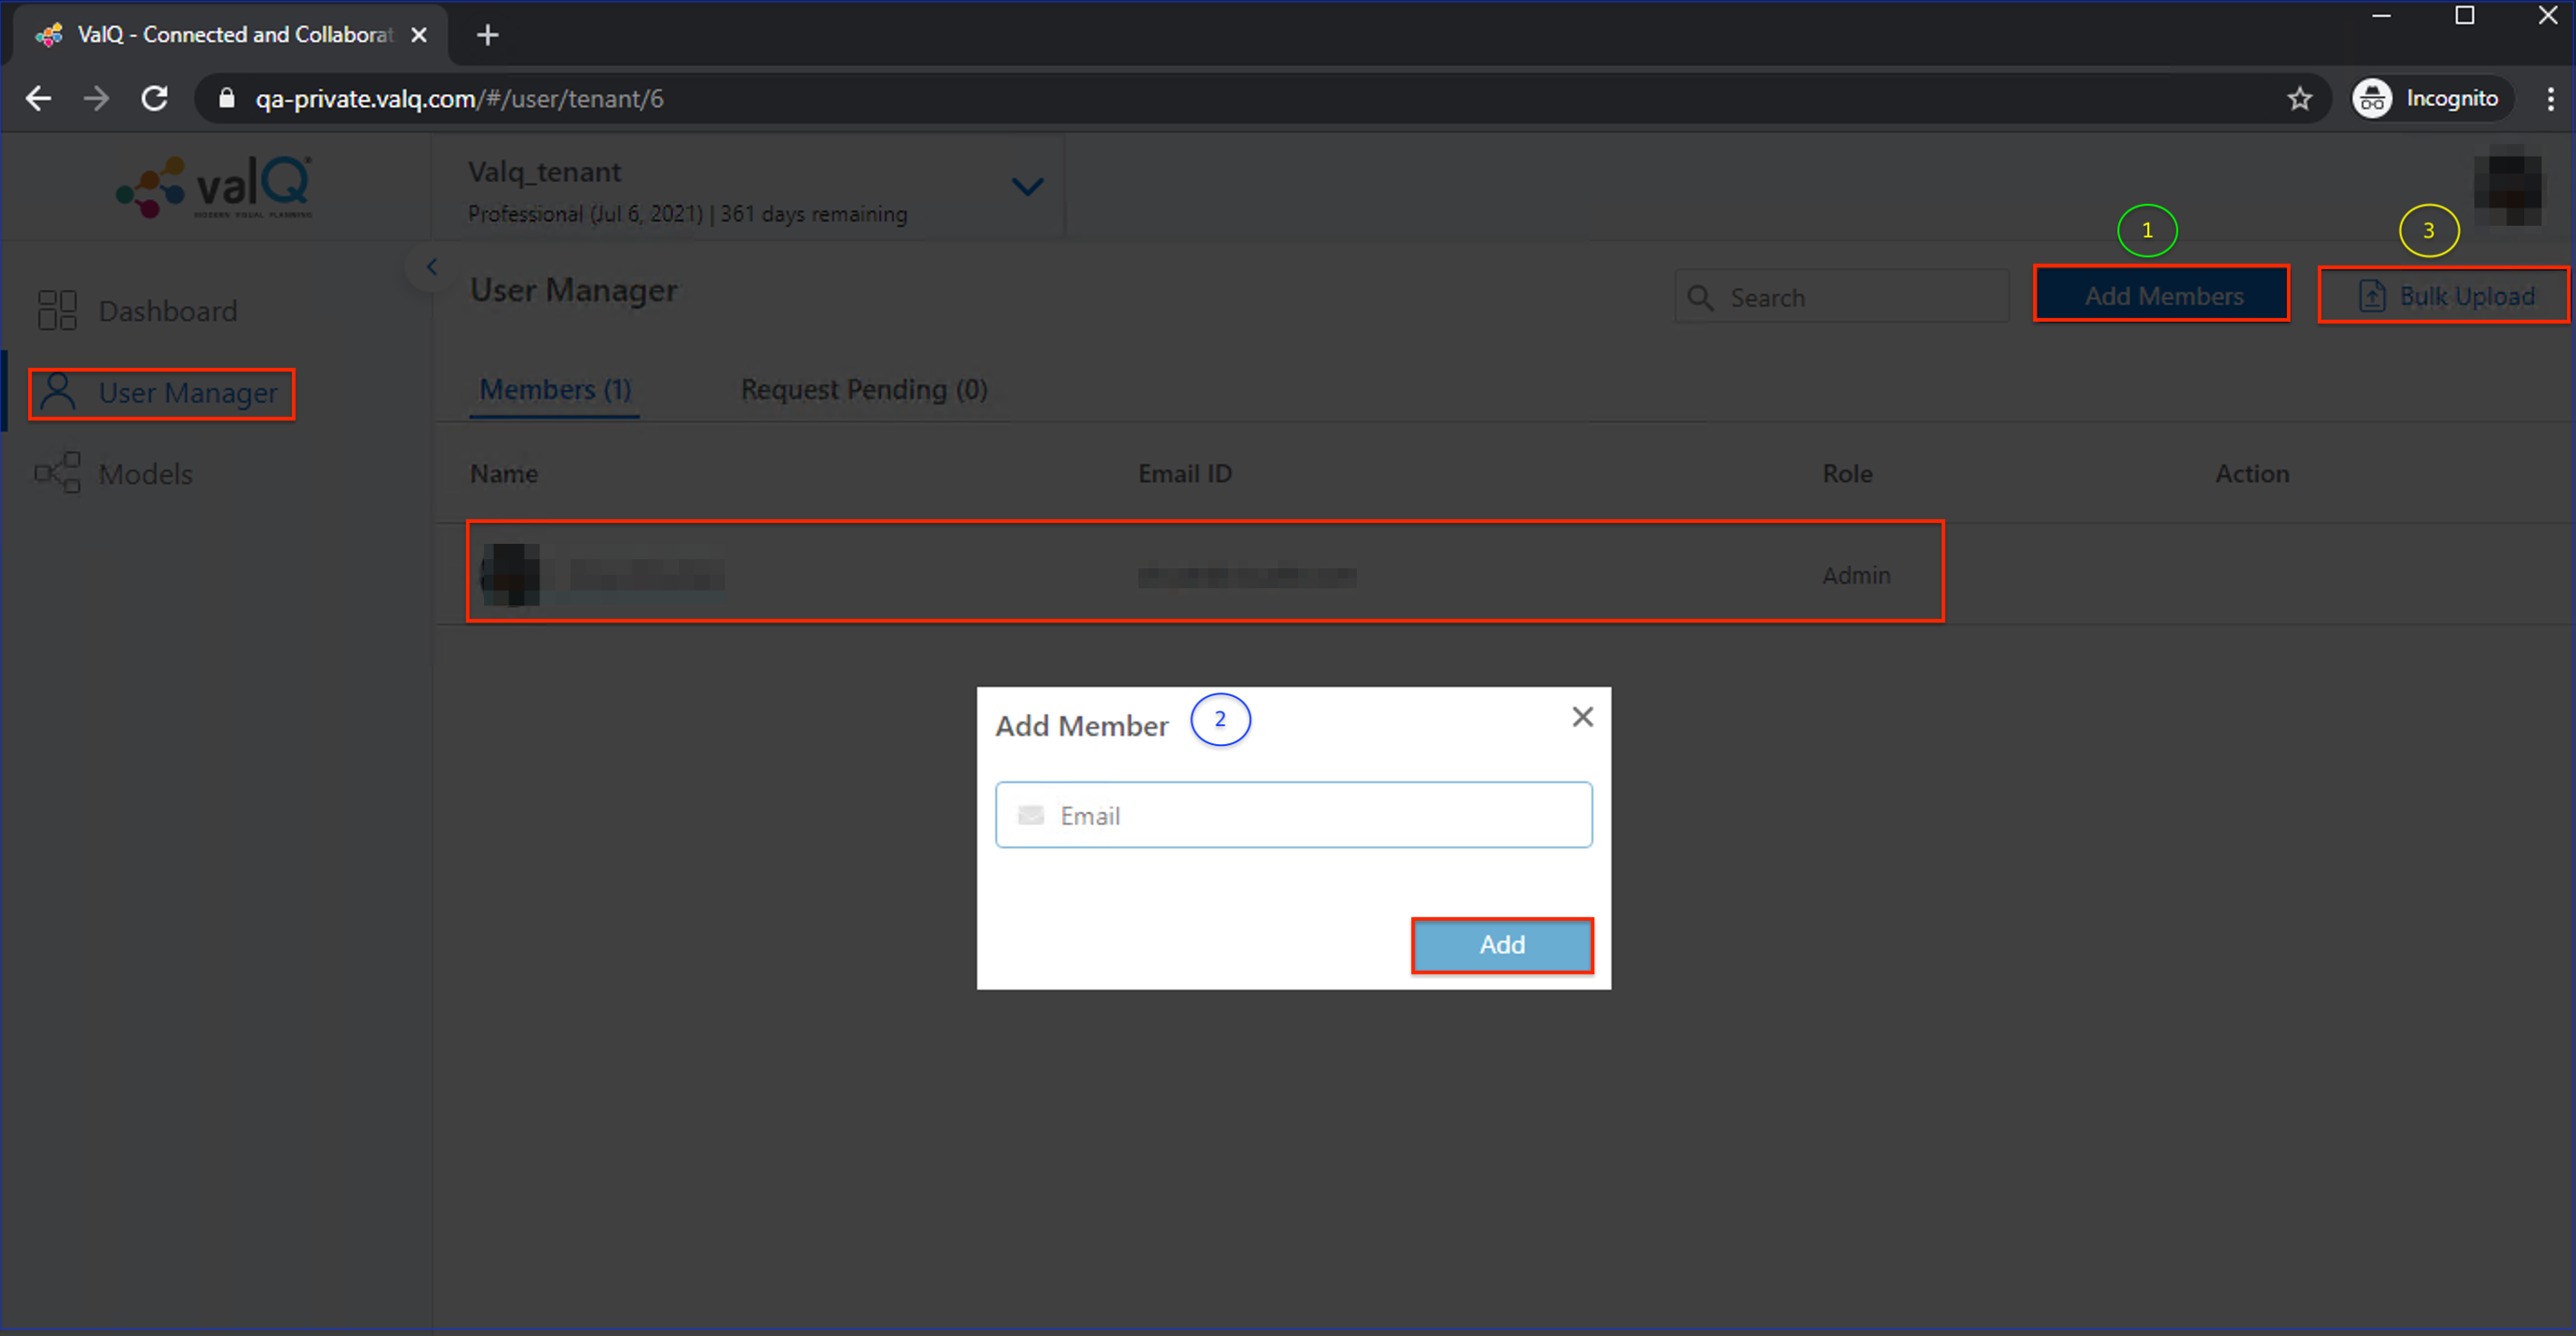 ValQ - Connected and Collaborat
qa-private.valq.com/#/user/tenant/6
Incognito
valQ
MODERN VISUAL PLANNING
Valq_tenant
Professional (Jul 6, 2021) | 361 days remaining
1
3
User Manager
Search
Add Members
Bulk Upload
Dashboard
User Manager
Models
Members (1)
Request Pending (0)
Name
Email ID
Role
Action
Admin
Add Member
2
Email
Add